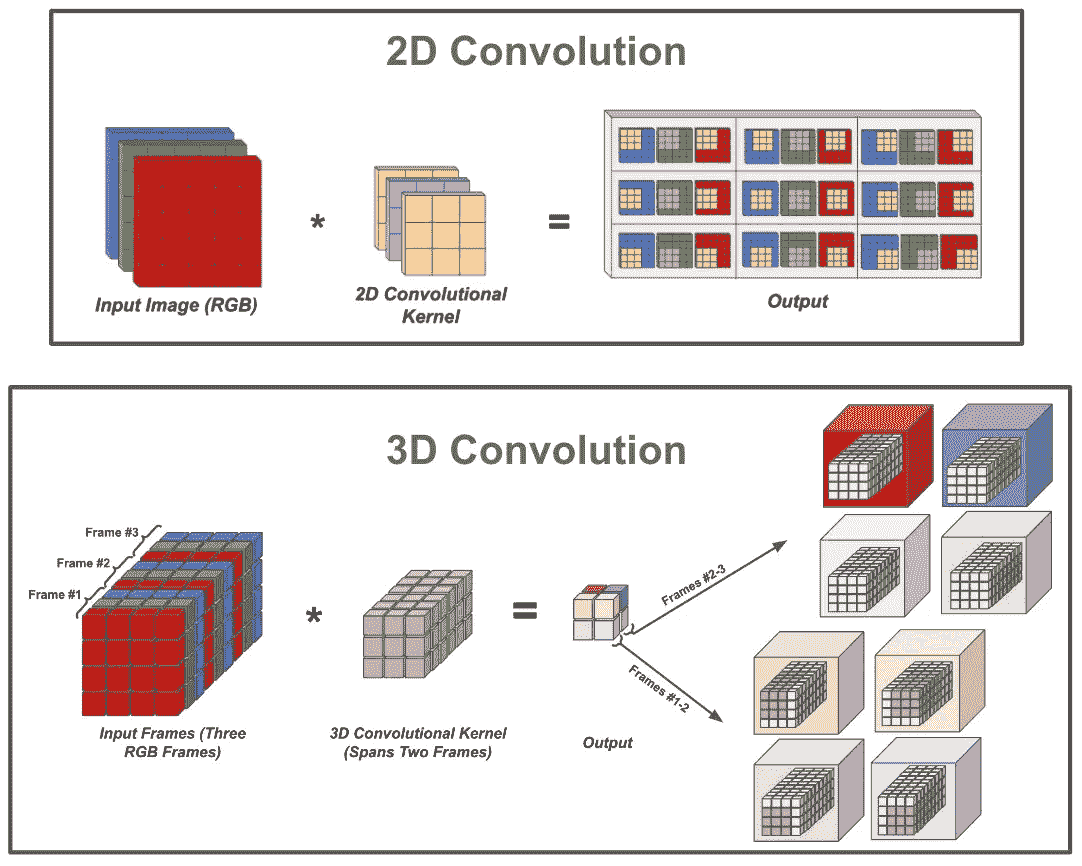 2D Convolution
*
=
Input Image (RGB)
2D Convolutional
Kernel
Output
3D Convolution
Frame #3
Frame #2
Frame #1
*
=
Frames #2-3
Frames #1-2
Input Frames (Three
RGB Frames)
3D Convolutional Kernel
(Spans Two Frames)
Output